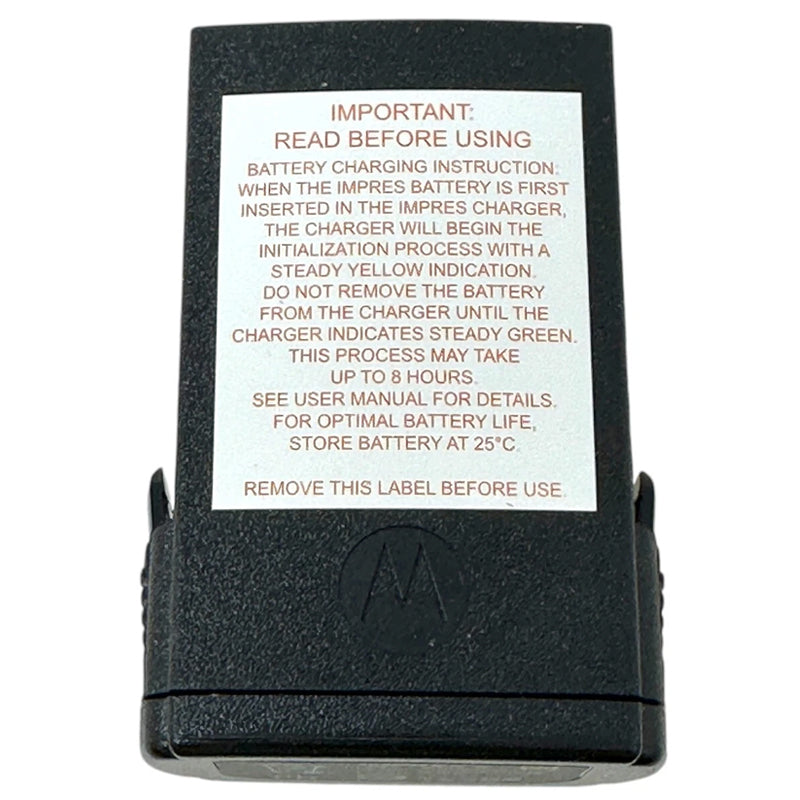 IMPORTANT:
READ BEFORE USING
BATTERY CHARGING INSTRUCTION:
WHEN THE IMPRES BATTERY IS FIRST
INSERTED IN THE IMPRES CHARGER,
THE CHARGER WILL BEGIN THE
INITIALIZATION PROCESS WITH A
STEADY YELLOW INDICATION.
DO NOT REMOVE THE BATTERY
FROM THE CHARGER UNTIL THE
CHARGER INDICATES STEADY GREEN.
THIS PROCESS MAY TAKE
UP TO 8 HOURS.
SEE USER MANUAL FOR DETAILS.
FOR OPTIMAL BATTERY LIFE,
STORE BATTERY AT 25°C.
REMOVE THIS LABEL BEFORE USE.